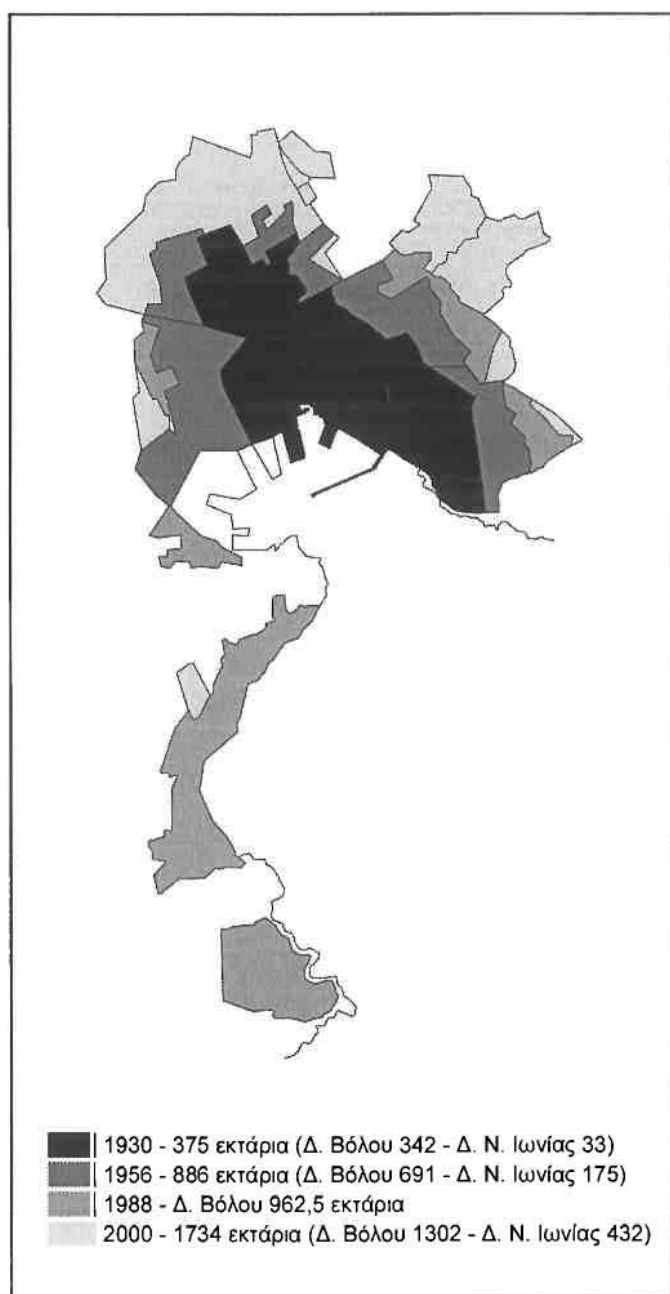 1930 - 375 εκτάρια (Δ. Βόλου 342 - Δ. Ν. Ιωνίας 33)
1956 - 886 εκτάρια (Δ. Βόλου 691 - Δ. Ν. Ιωνίας 175)
1988 - Δ. Βόλου 962,5 εκτάρια
2000 - 1734 εκτάρια (Δ. Βόλου 1302 - Δ. Ν. Ιωνίας 432)